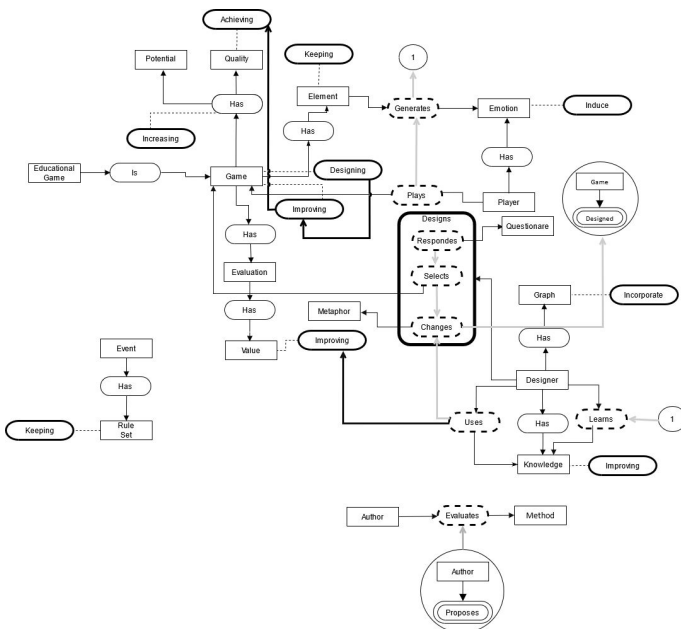 Achieving
Potential
Quality
Keeping
1
Has
Element
Generates
Emotion
Induce
Increasing
Has
Has
Educational
Game
Is
Game
Designing
Game
Plays
Player
Improving
Designed
Designs
Has
Respondes
Questionare
Evaluation
Selects
Graph
Incorporate
Has
Metaphor
Changes
Has
Event
Value
Improving
Designer
Has
Uses
Has
Learns
1
Keeping
Rule
Set
Knowledge
Improving
Author
Evaluates
Method
Author
Proposes